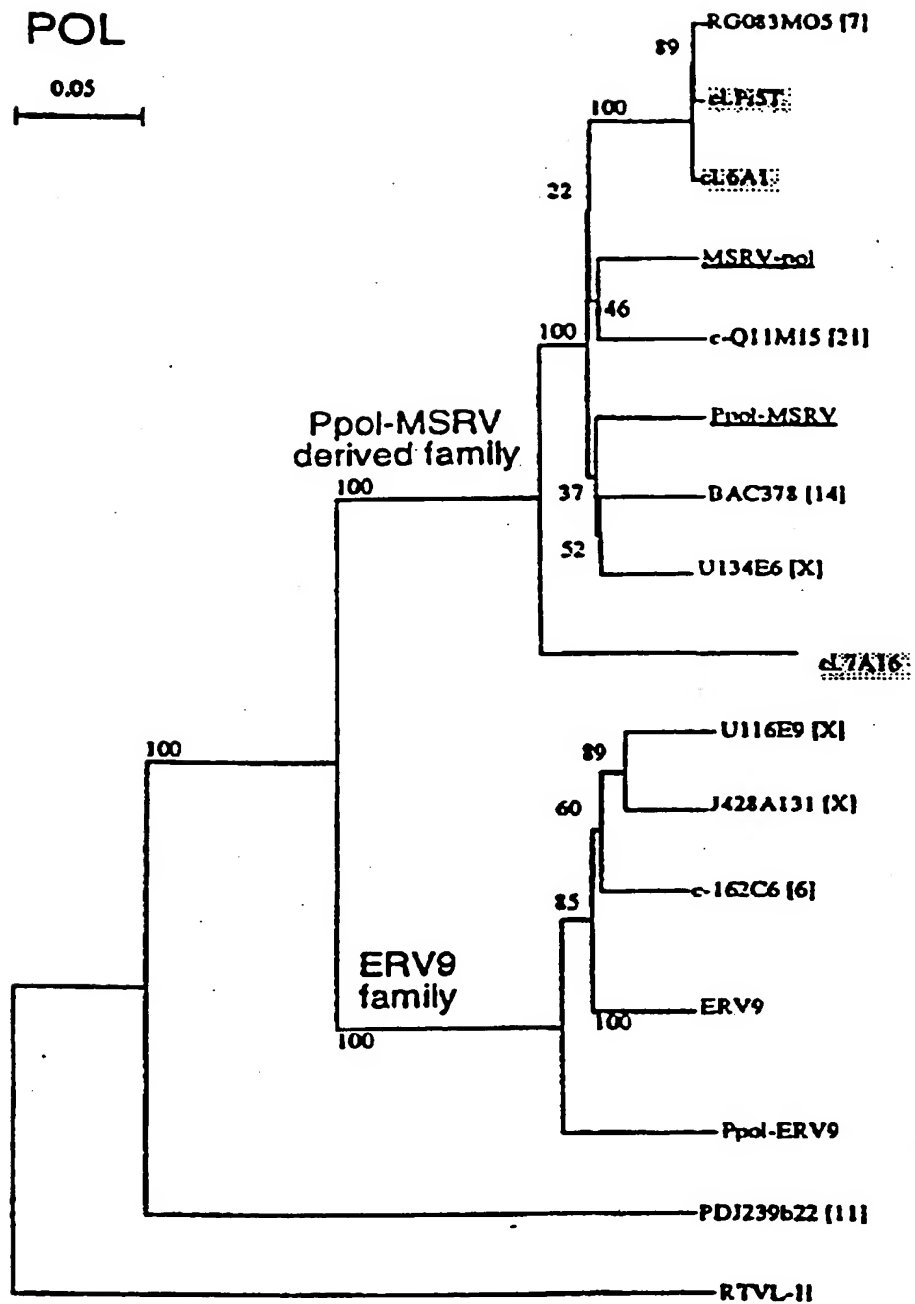 POL
0.05
RG083MO5 [7]
89
cLPi5T
100
cL6A1
22
MSRV-pol
46
100
c-Q11M15 [21]
Ppol-MSRV
derived family
Ppol-MSRV
100
37
BAC378 [14]
52
U134E6 [X]
cL7A16
U116E9 [X]
100
89
J428A131 [X]
60
c-162C6 [6]
85
ERV9
family
ERV9
100
100
Ppol-ERV9
PDJ239b22 [11]
RTVL-H